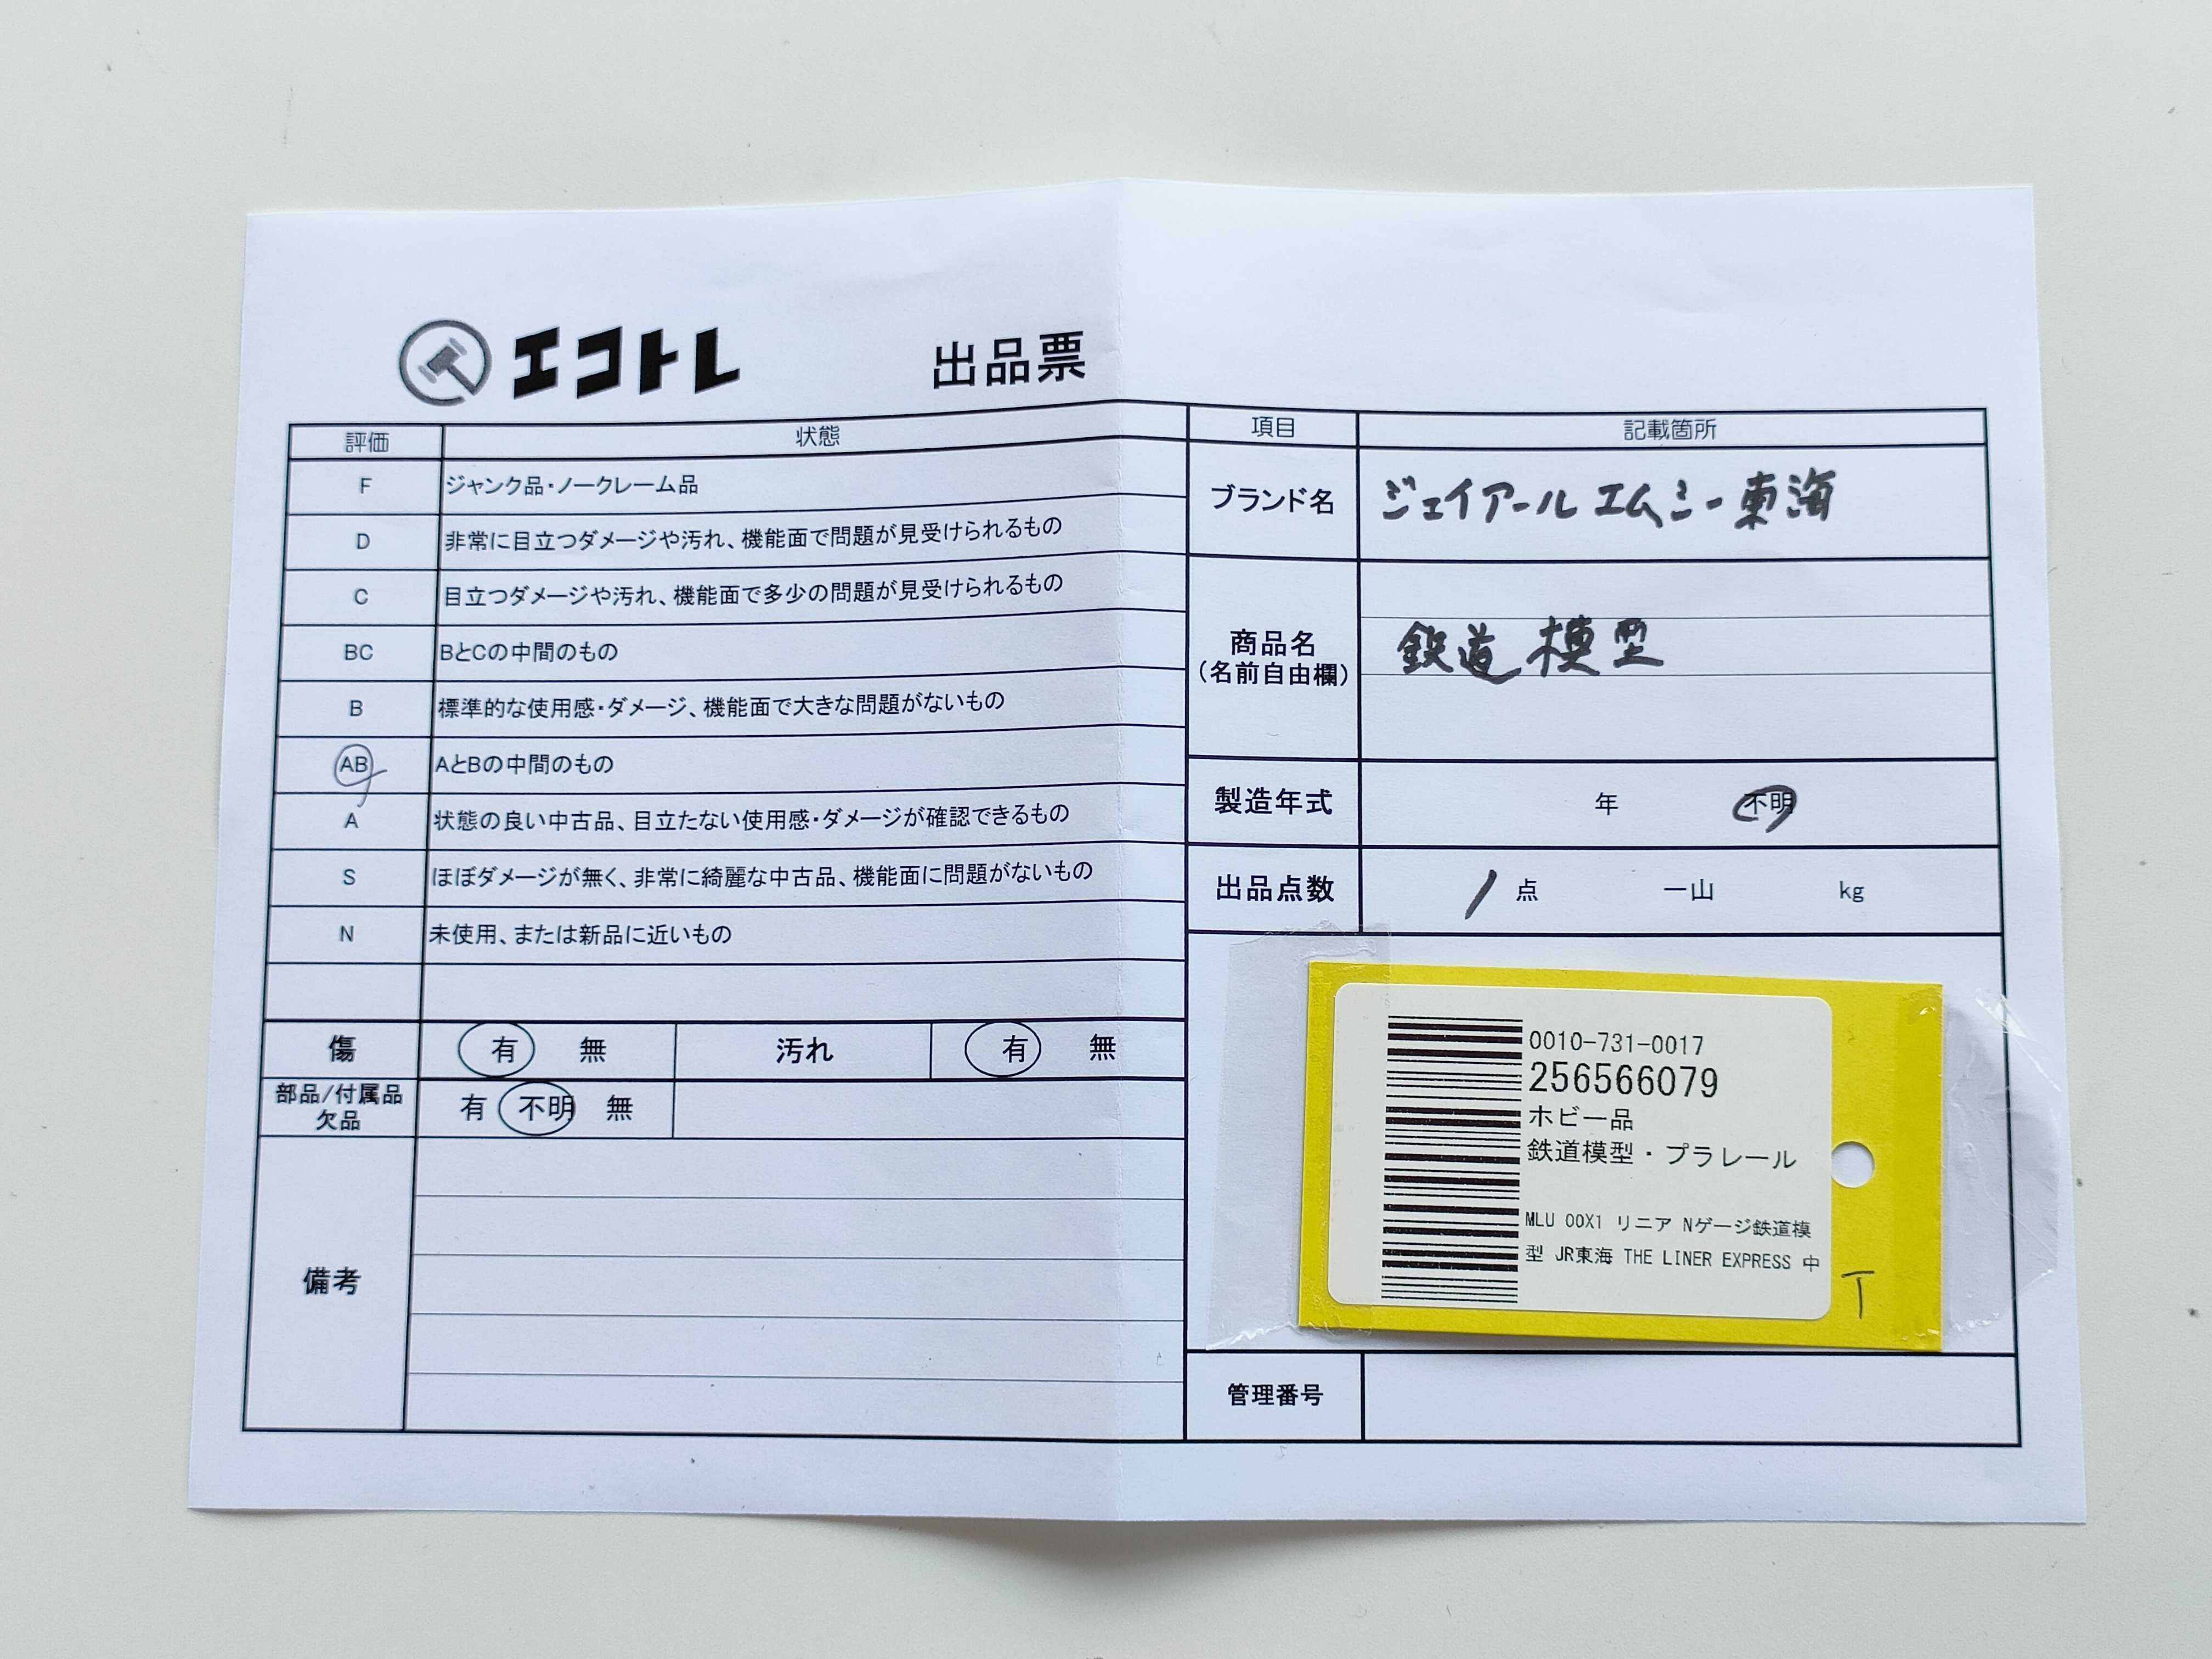 エコトレ 出品票
評価 状態
F ジャンク品・ノークレーム品
D 非常に目立つダメージや汚れ、機能面で問題が見受けられるもの
C 目立つダメージや汚れ、機能面で多少の問題が見受けられるもの
BC BとCの中間のもの
B 標準的な使用感・ダメージ、機能面で大きな問題がないもの
AB AとBの中間のもの
A 状態の良い中古品、目立たない使用感・ダメージが確認できるもの
S ほぼダメージが無く、非常に綺麗な中古品、機能面に問題がないもの
N 未使用、または新品に近いもの
傷 有 無 汚れ 有 無
部品/付属品
欠品 有 不明 無
備考
項目 記載箇所
ブランド名 ジェイアールエムシー東海
商品名
(名前自由欄) 鉄道模型
製造年式 年 不明
出品点数 1 点 一山 kg
0010-731-0017
256566079
ホビー品
鉄道模型・プラレール
MLU 00X1 リニア Nゲージ鉄道模
型 JR東海 THE LINER EXPRESS 中
T
管理番号